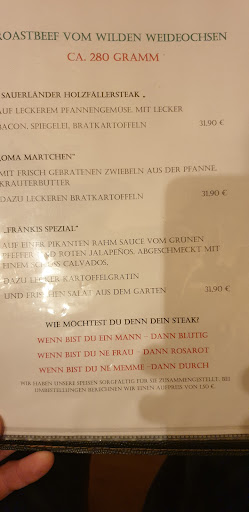 ROASTBEEF VOM WILDEN WEIDEOCHSEN
CA. 280 GRAMM
„ SAUERLÄNDER HOLZFÄLLERSTEAK „
AUF LECKEREM PFANNENGEMÜSE, MIT LECKER
BACON, SPIEGELEI, BRATKARTOFFELN 31,90 €
„OMA MARTCHEN“
MIT FRISCH GEBRATENEN ZWIEBELN AUS DER PFANNE,
KRÄUTERBUTTER
DAZU LECKEREN BRATKARTOFFELN 31,90 €
„FRANKIS SPEZIAL“
AUF EINER PIKANTEN RAHM SAUCE VOM GRÜNEN
PFEFFER UND ROTEN JALAPEÑOS, ABGESCHMECKT MIT
EINEM SCHUSS CALVADOS,
DAZU LECKER KARTOFFELGRATIN
UND FRISCHEN SALAT AUS DEM GARTEN 31,90 €
WIE MÖCHTEST DU DENN DEIN STEAK?
WENN BIST DU EIN MANN – DANN BLUTIG
WENN BIST DU NE FRAU – DANN ROSAROT
WENN BIST DU NE MEMME –DANN DURCH
WIR HABEN UNSERE SPEISEN SORGFÄLTIG FÜR SIE ZUSAMMENGESTELLT. BEI
UMBESTELLUNGEN BERECHNEN WIR EINEN AUFPREIS VON 1,50 €